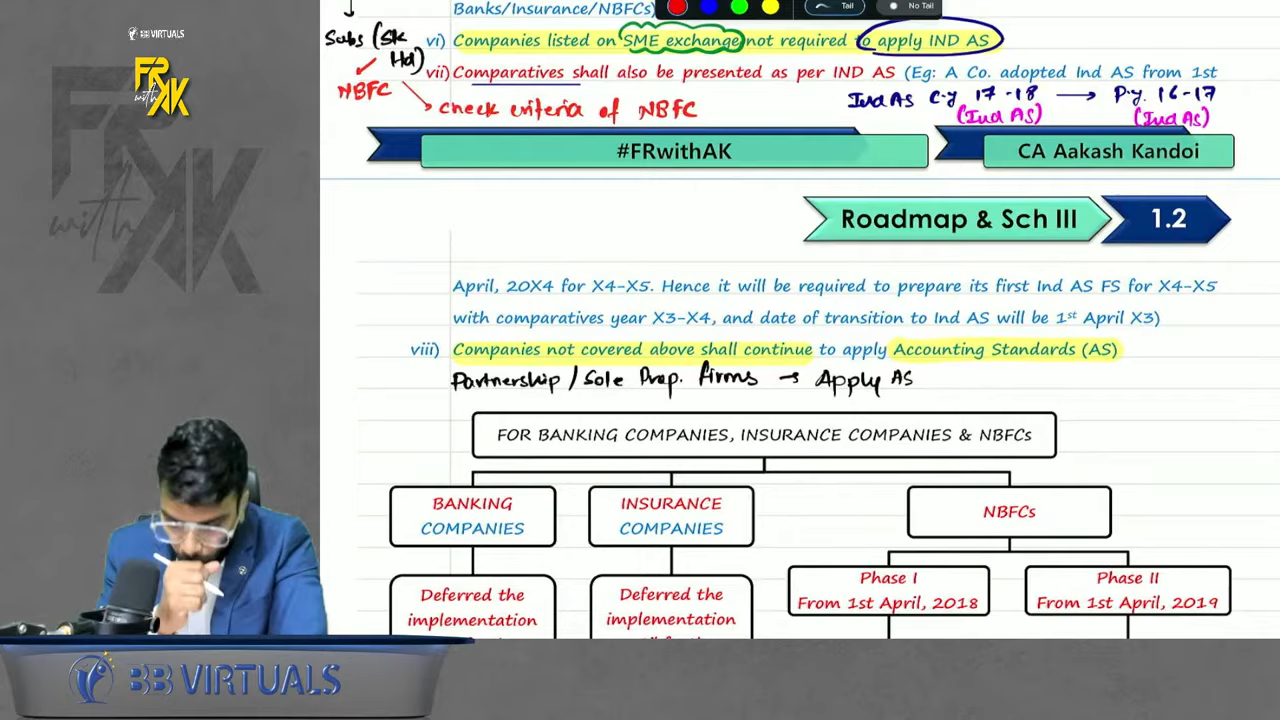 BB VIRTUALS
FR
with
AK
Banks/Insurance/NBFCs)
Tail
No Tail
Subs (Sk
Hd)
vi) Companies listed on SME exchange not required to apply IND AS
vii) Comparatives shall also be presented as per IND AS (Eg: A Co. adopted Ind AS from 1st
NBFC
Ind AS C.Y 17-18 → P.Y. 16-17
check criteria of NBFC
(Ind AS) (Ind AS)
#FRwithAK
CA Aakash Kandoi
Roadmap & Sch III 1.2
April, 20X4 for X4-X5. Hence it will be required to prepare its first Ind AS FS for X4-X5
with comparatives year X3-X4, and date of transition to Ind AS will be 1st April X3)
viii) Companies not covered above shall continue to apply Accounting Standards (AS)
Partnership / Sole Prop. firms → Apply AS
FOR BANKING COMPANIES, INSURANCE COMPANIES & NBFCs
BANKING
COMPANIES
INSURANCE
COMPANIES
NBFCs
Phase I
From 1st April, 2018
Phase II
From 1st April, 2019
Deferred the
implementation
Deferred the
implementation
BB VIRTUALS